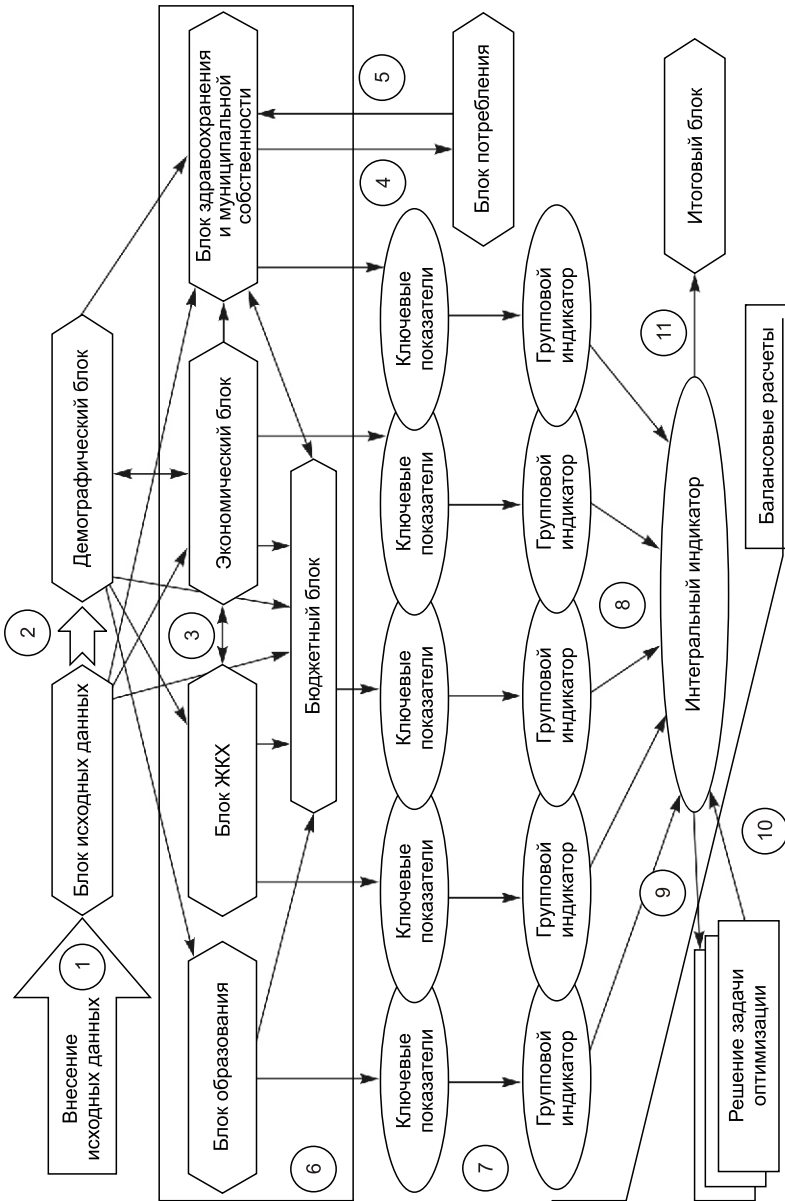 Внесение
исходных данных
1
Блок исходных данных
2
Демографический блок
Блок образования
Блок ЖКХ
3
Экономический блок
Блок здравоохранения
и муниципальной
собственности
6
Бюджетный блок
4
5
Ключевые
показатели
Ключевые
показатели
Ключевые
показатели
Ключевые
показатели
Ключевые
показатели
Блок потребления
7
Групповой
индикатор
Групповой
индикатор
Групповой
индикатор
Групповой
индикатор
Групповой
индикатор
8
9
Интегральный индикатор
11
Итоговый блок
Решение задачи
оптимизации
10
Балансовые расчеты